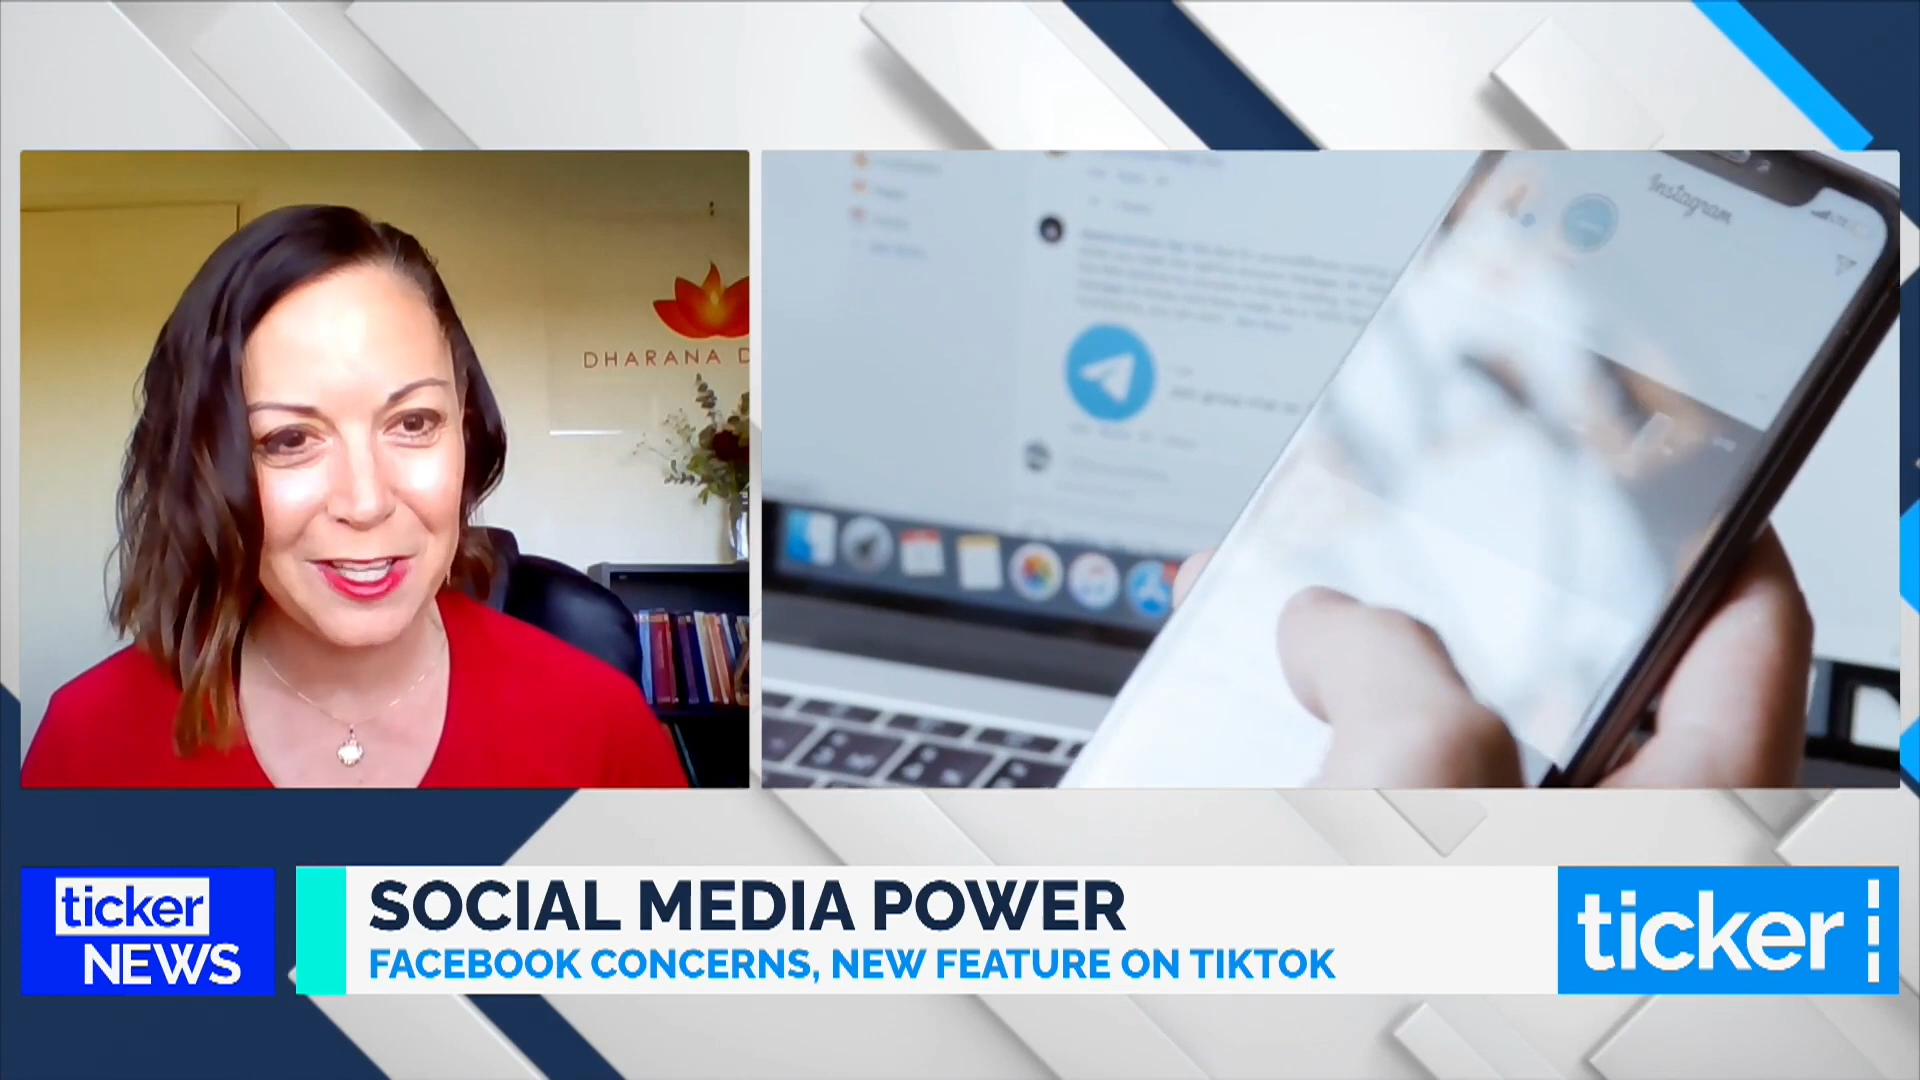 DHARANA D
Instagram
ticker
NEWS
SOCIAL MEDIA POWER
FACEBOOK CONCERNS, NEW FEATURE ON TIKTOK
ticker